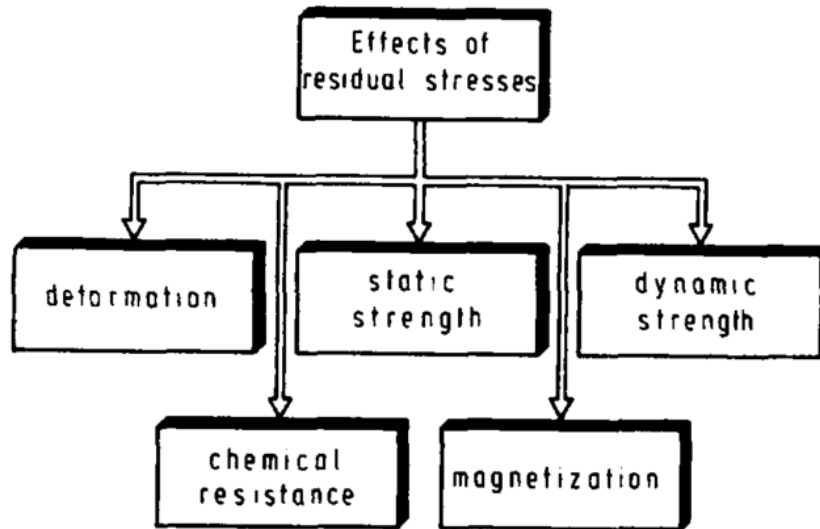 Effects of
residual stresses
deformation
static
strength
dynamic
strength
chemical
resistance
magnetization